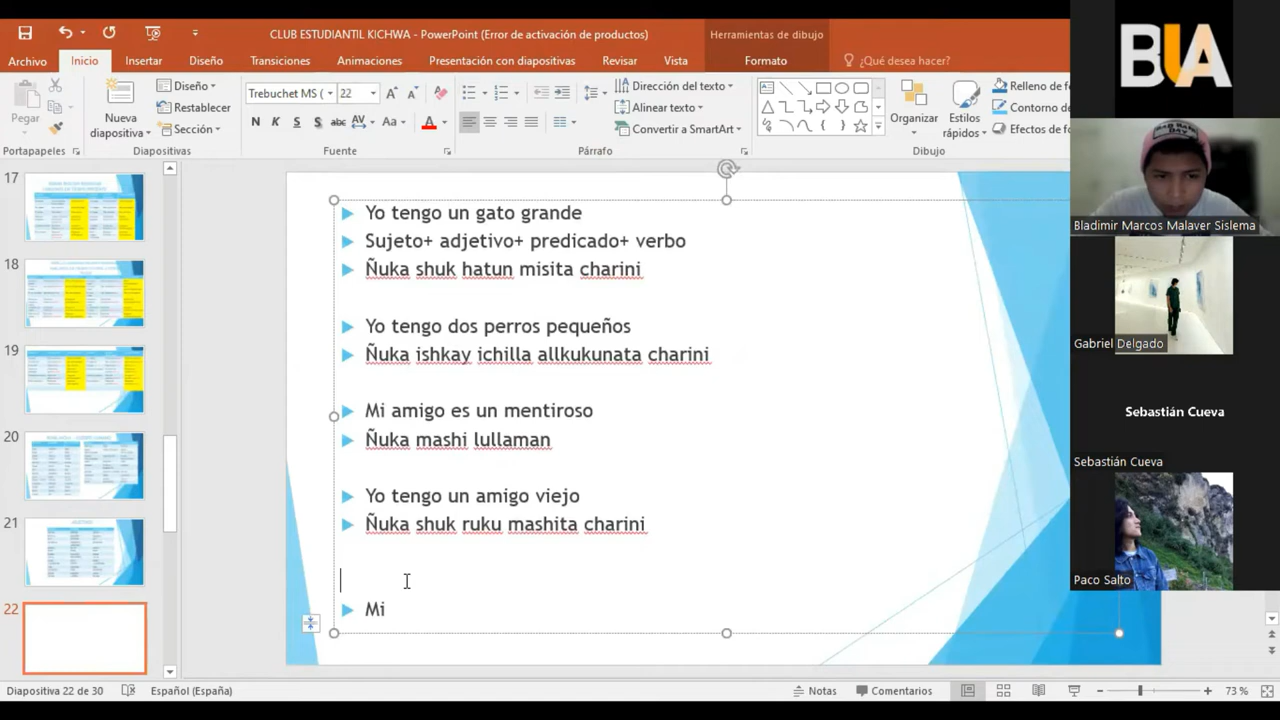 CLUB ESTUDIANTIL KICHWA - PowerPoint (Error de activación de productos)
Herramientas de dibujo
Archivo Inicio Insertar Diseño Transiciones Animaciones Presentación con diapositivas Revisar Vista Formato ¿Qué desea hacer?
Pegar
Nueva diapositiva
Diseño
Restablecer
Sección
Trebuchet MS ( 22
N K S S abc AV Aa A
Dirección del texto
Alinear texto
Convertir a SmartArt
Organizar
Estilos rápidos
Relleno de f
Contorno de
Efectos de f
Portapapeles Diapositivas Fuente Párrafo Dibujo
17
18
19
20
21
22
Yo tengo un gato grande
Sujeto+ adjetivo+ predicado+ verbo
Ñuka shuk hatun misita charini
Yo tengo dos perros pequeños
Ñuka ishkay ichilla allkukunata charini
Mi amigo es un mentiroso
Ñuka mashi lullaman
Yo tengo un amigo viejo
Ñuka shuk ruku mashita charini
Mi
BUA
Bladimir Marcos Malaver Sislema
Gabriel Delgado
Sebastián Cueva
Sebastián Cueva
Paco Salto
Diapositiva 22 de 30 Español (España) Notas Comentarios 73 %